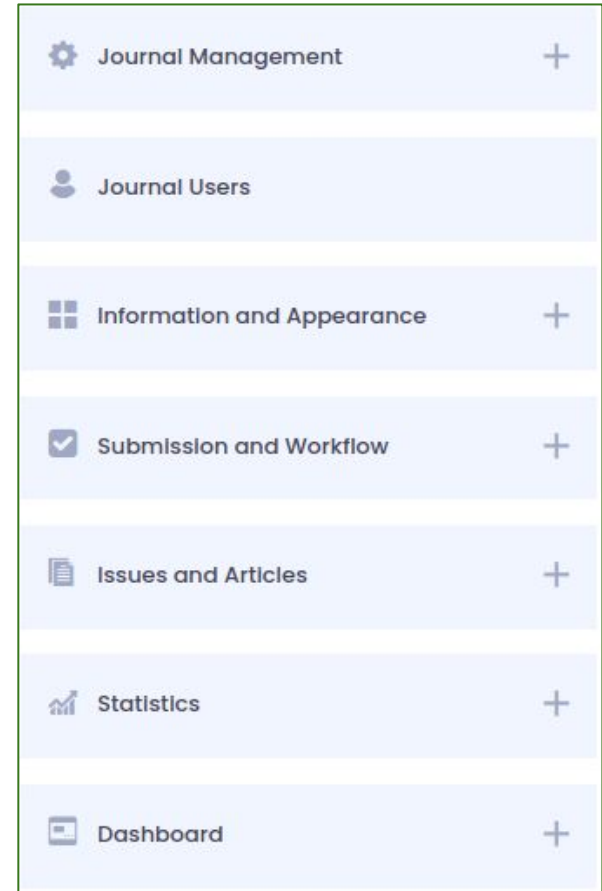 Journal Management
Journal Users
Information and Appearance
Submission and Workflow
Issues and Articles
Statistics
Dashboard